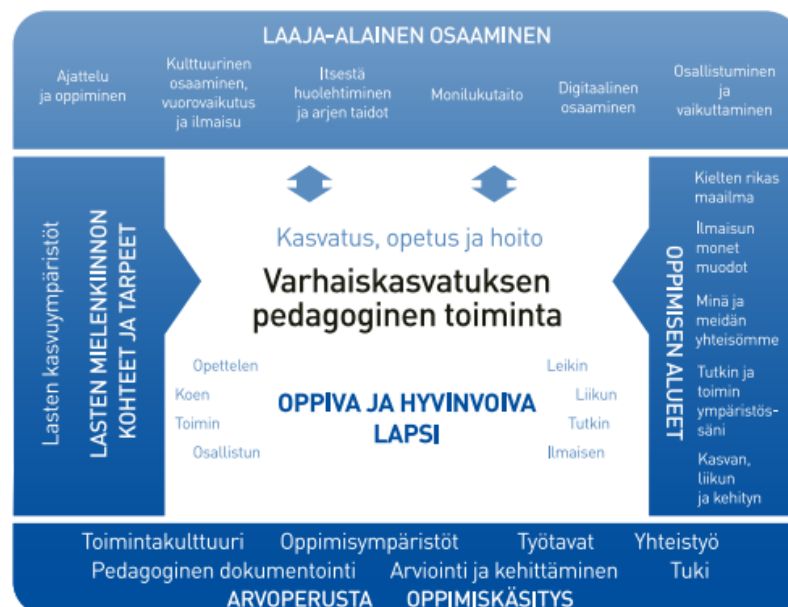 LAAJA-ALAINEN OSAAMINEN
Ajattelu
ja oppiminen
Kulttuurinen
osaaminen,
vuorovaikutus
ja ilmaisu
Itsestä
huolehtiminen
ja arjen taidot
Monilukutaito
Digitaalinen
osaaminen
Osallistuminen
ja
vaikuttaminen
Lasten kasvuympäristöt
LASTEN MIELENKIINNON
KOHTEET JA TARPEET
Kasvatus, opetus ja hoito
Varhaiskasvatuksen
pedagoginen toiminta
Opettelen
Koen
Toimin
Osallistun
OPPIVA JA HYVINVOIVA
LAPSI
Leikin
Liikun
Tutkin
Ilmaisen
OPPIMISEN ALUEET
Kielten rikas
maailma
Ilmaisun
monet
muodot
Minä ja
meidän
yhteisömme
Tutkin ja
toimin
ympäristös-
säni
Kasvan,
liikun
ja kehityn
Toimintakulttuuri Oppimisympäristöt Työtavat Yhteistyö
Pedagoginen dokumentointi Arviointi ja kehittäminen Tuki
ARVOPERUSTA OPPIMISKÄSITYS